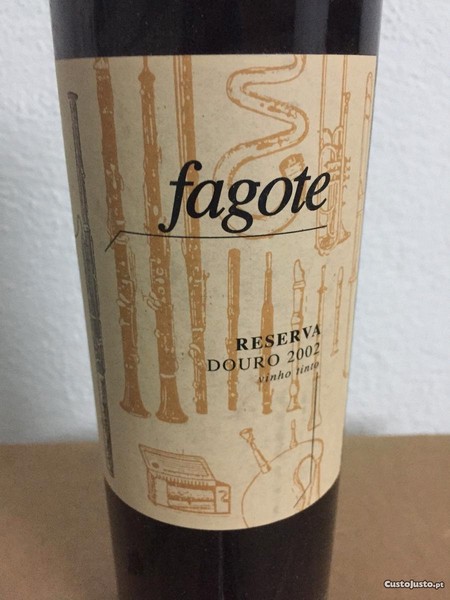 fagote
RESERVA
DOURO 2002
vinho tinto
CustoJusto.pt